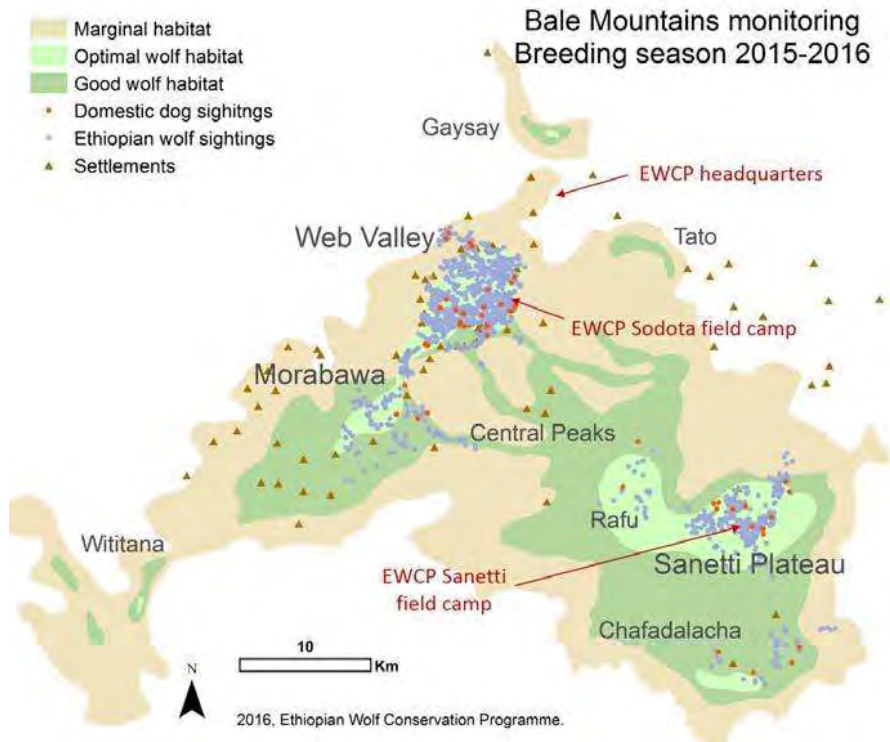 Bale Mountains monitoring
Breeding season 2015-2016
Marginal habitat
Optimal wolf habitat
Good wolf habitat
Domestic dog sighitngs
Ethiopian wolf sightings
Settlements
Gaysay
EWCP headquarters
Web Valley
Tato
EWCP Sodota field camp
Morabawa
Central Peaks
Rafu
Wititana
Sanetti Plateau
EWCP Sanetti
field camp
Chafadalacha
10
Km
N
2016, Ethiopian Wolf Conservation Programme.